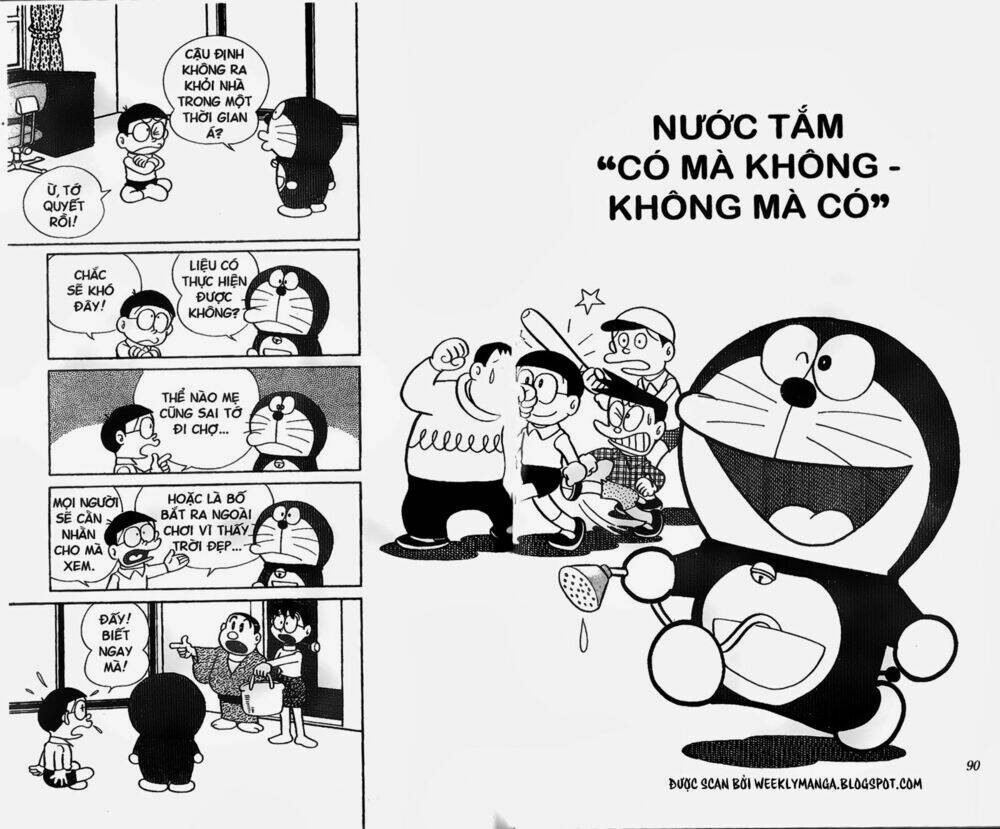 NƯỚC TẮM
“CÓ MÀ KHÔNG -
KHÔNG MÀ CÓ”
90
ĐƯỢC SCAN BỞI WEEKLYMANGA.BLOGSPOT.COM
CẬU ĐỊNH
KHÔNG RA
KHỎI NHÀ
TRONG MỘT
THỜI GIAN
Á?
Ừ, TỚ
QUYẾT
RỒI!
LIỆU CÓ
THỰC HIỆN
ĐƯỢC
KHÔNG?
CHẮC
SẼ KHÓ
ĐÂY!
THỂ NÀO MẸ
CŨNG SAI TỚ
ĐI CHỢ...
HOẶC LÀ BỐ
BẮT RA NGOÀI
CHƠI VÌ THẤY
TRỜI ĐẸP...
MỌI NGƯỜI
SẼ CẰN
NHẰN
CHO MÀ
XEM.
ĐẤY!
BIẾT
NGAY
MÀ!